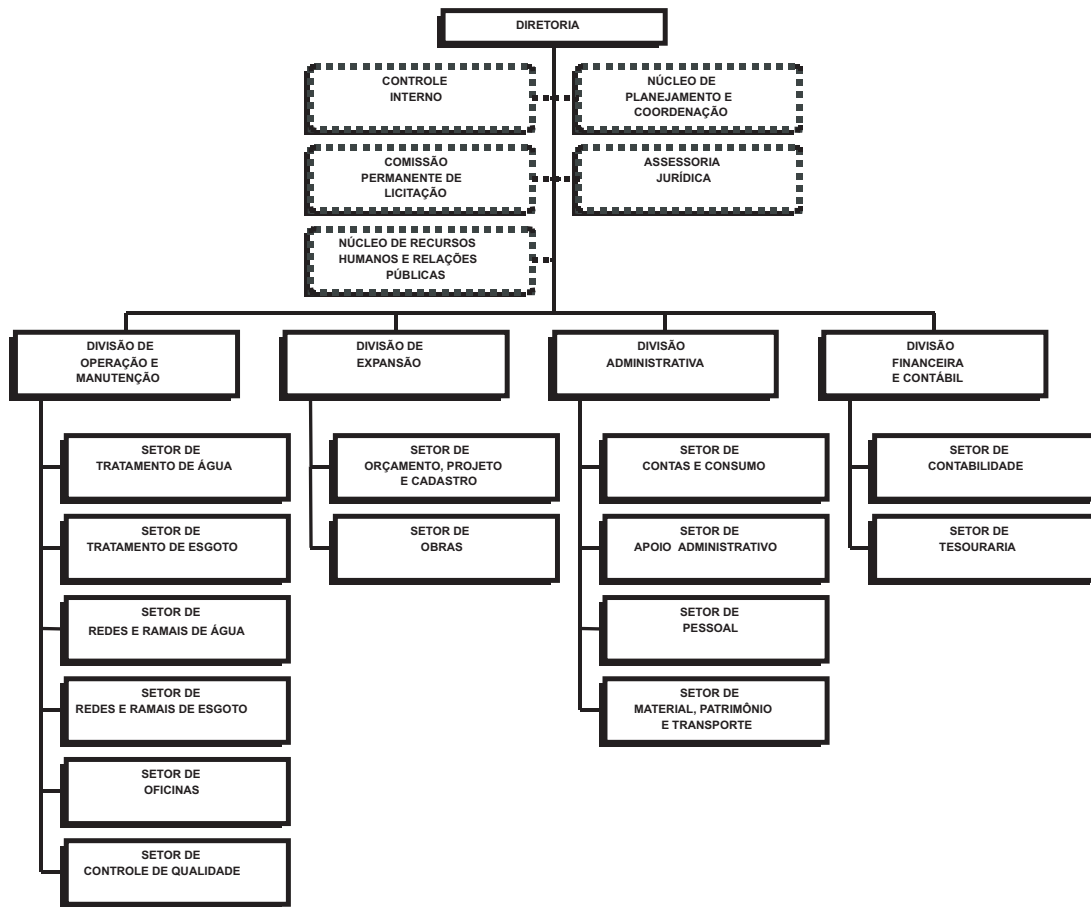 DIRETORIA
CONTROLE
INTERNO
NÚCLEO DE
PLANEJAMENTO E
COORDENAÇÃO
COMISSÃO
PERMANENTE DE
LICITAÇÃO
ASSESSORIA
JURÍDICA
NÚCLEO DE RECURSOS
HUMANOS E RELAÇÕES
PÚBLICAS
DIVISÃO DE
OPERAÇÃO E
MANUTENÇÃO
SETOR DE
TRATAMENTO DE ÁGUA
SETOR DE
TRATAMENTO DE ESGOTO
SETOR DE
REDES E RAMAIS DE ÁGUA
SETOR DE
REDES E RAMAIS DE ESGOTO
SETOR DE
OFICINAS
SETOR DE
CONTROLE DE QUALIDADE
DIVISÃO DE
EXPANSÃO
SETOR DE
ORÇAMENTO, PROJETO
E CADASTRO
SETOR DE
OBRAS
DIVISÃO
ADMINISTRATIVA
SETOR DE
CONTAS E CONSUMO
SETOR DE
APOIO ADMINISTRATIVO
SETOR DE
PESSOAL
SETOR DE
MATERIAL, PATRIMÔNIO
E TRANSPORTE
DIVISÃO
FINANCEIRA
E CONTÁBIL
SETOR DE
CONTABILIDADE
SETOR DE
TESOURARIA